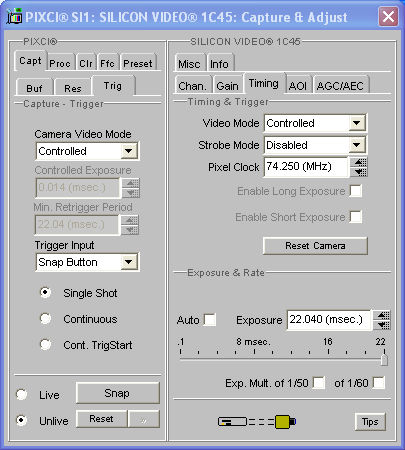 PIXCI® SI1: SILICON VIDEO® 1C45: Capture & Adjust
PIXCI®
Capt Proc Clr Ffc Preset
Buf Res Trig
Capture - Trigger
Camera Video Mode
Controlled
Controlled Exposure
0.014 (msec.)
Min. Retrigger Period
22.04 (msec.)
Trigger Input
Snap Button
Single Shot
Continuous
Cont. TrigStart
Live Snap
Unlive Reset »
SILICON VIDEO® 1C45
Misc Info
Chan. Gain Timing AOI AGC/AEC
Timing & Trigger
Video Mode Controlled
Strobe Mode Disabled
Pixel Clock 74.250 (MHz)
Enable Long Exposure
Enable Short Exposure
Reset Camera
Exposure & Rate
Auto Exposure 22.040 (msec.)
.1 8 msec. 16 22
Exp. Mult. of 1/50 of 1/60
Tips